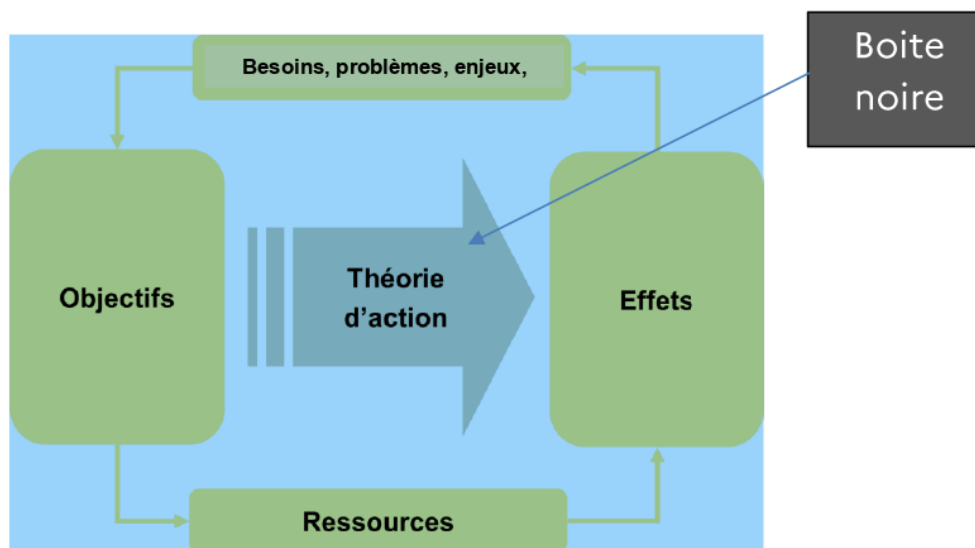 Boite
noire
Besoins, problèmes, enjeux,
Objectifs
Théorie
d’action
Effets
Ressources